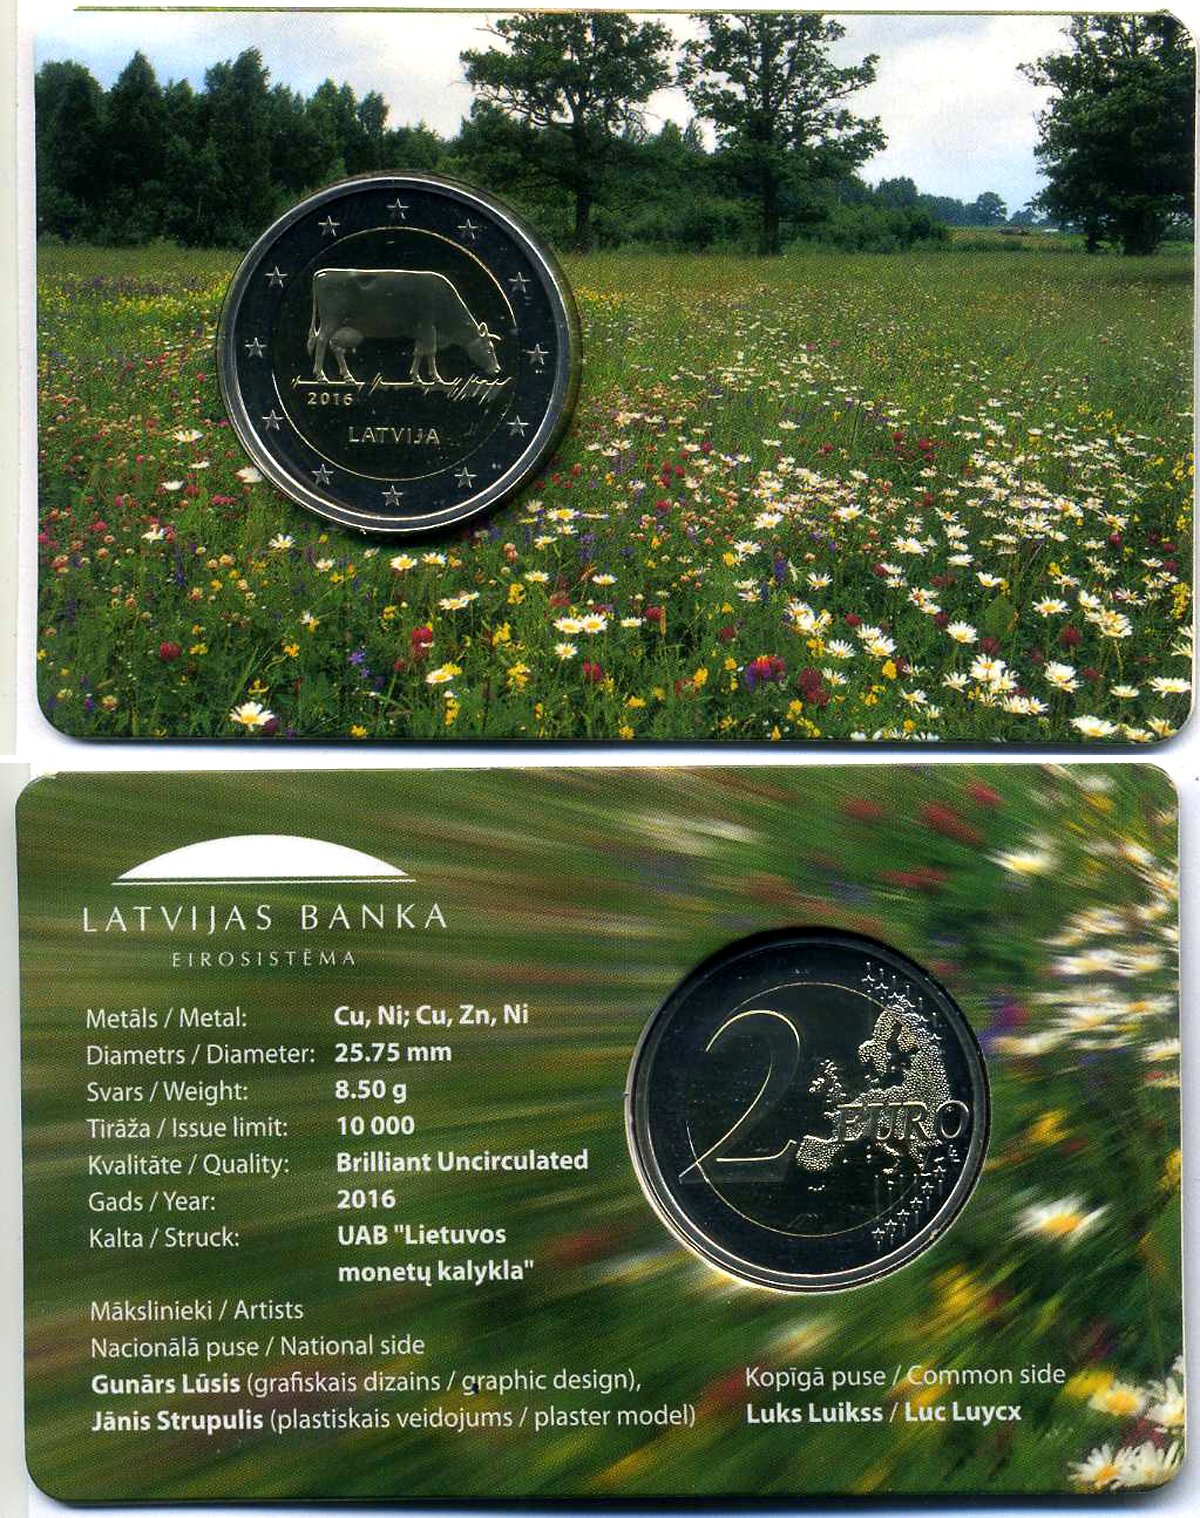 2016
LATVIJA
LATVIJAS BANKA
EIROSISTĒMA
Metāls / Metal: Cu, Ni; Cu, Zn, Ni
Diametrs / Diameter: 25.75 mm
Svars / Weight: 8.50 g
Tirāža / Issue limit: 10 000
Kvalitāte / Quality: Brilliant Uncirculated
Gads / Year: 2016
Kalta / Struck: UAB "Lietuvos
monetų kalykla"
Mākslinieki / Artists
Nacionālā puse / National side
Gunārs Lūsis (grafiskais dizains / graphic design),
Jānis Strupulis (plastiskais veidojums / plaster model)
2 EURO
Kopīgā puse / Common side
Luks Luikss / Luc Luycx